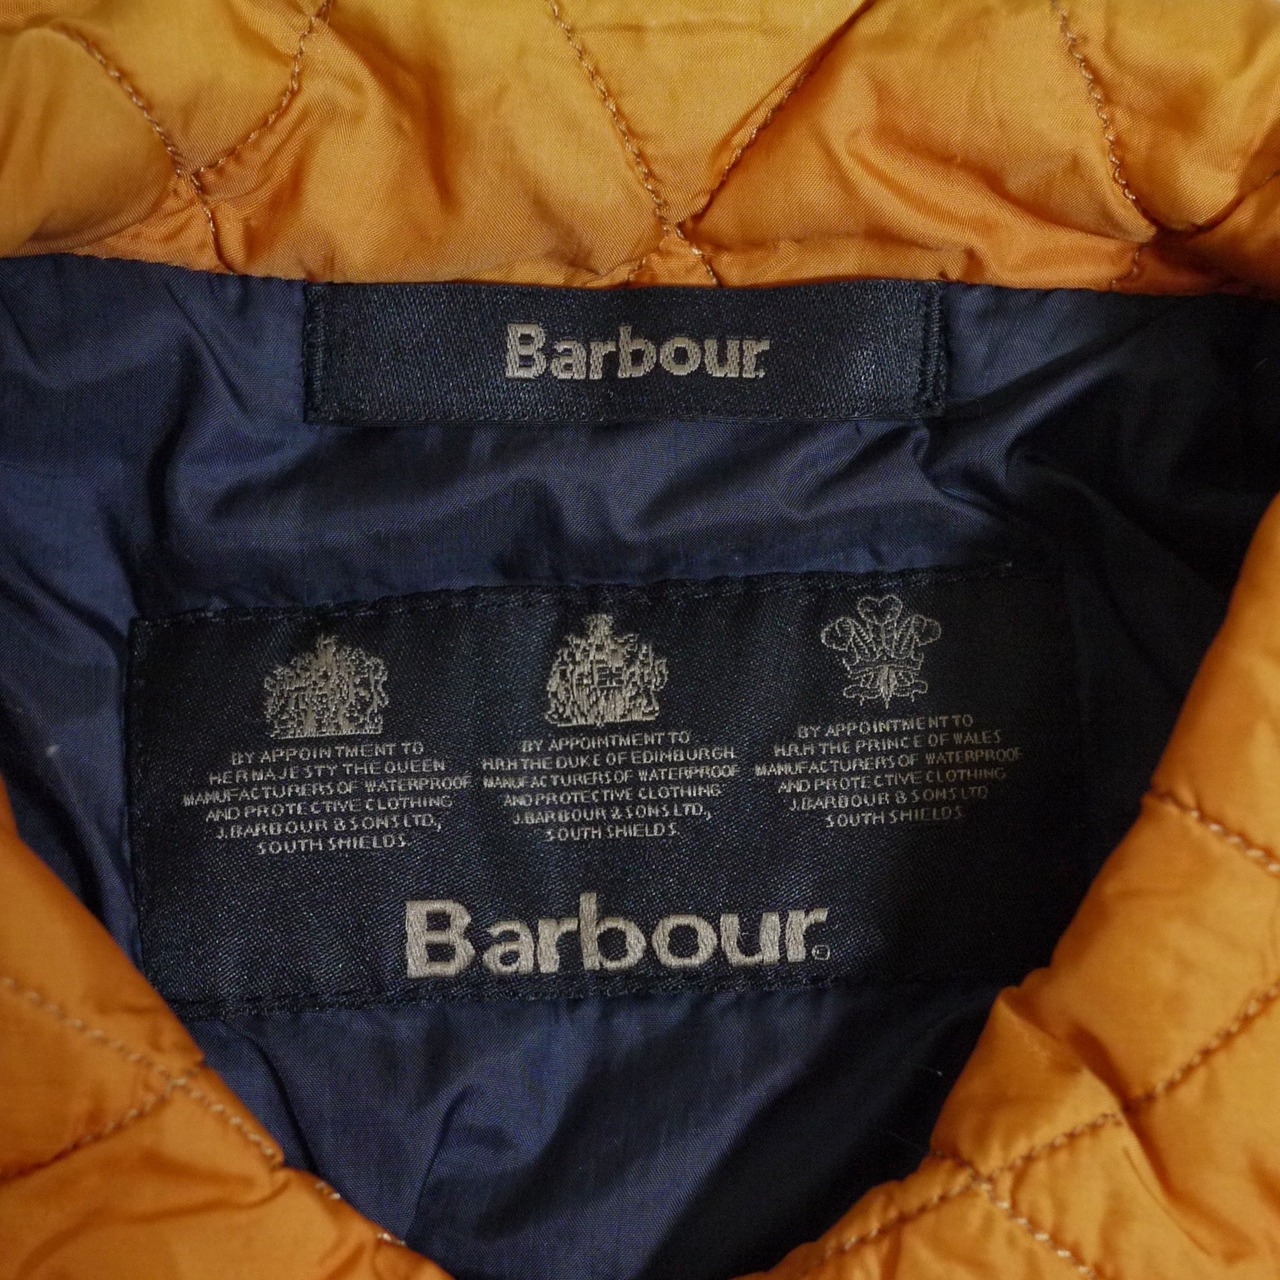 Barbour.
BY APPOINTMENT TO
HER MAJESTY THE QUEEN
MANUFACTURERS OF WATERPROOF
AND PROTECTIVE CLOTHING
J.BARBOUR & SONS LTD.,
SOUTH SHIELDS.
BY APPOINTMENT TO
H.R.H THE DUKE OF EDINBURGH
MANUFACTURERS OF WATERPROOF
AND PROTECTIVE CLOTHING
J.BARBOUR & SONS LTD.,
SOUTH SHIELDS.
BY APPOINTMENT TO
H.R.H THE PRINCE OF WALES
MANUFACTURERS OF WATERPROOF
AND PROTECTIVE CLOTHING
J.BARBOUR & SONS LTD
SOUTH SHIELDS.
Barbour.®